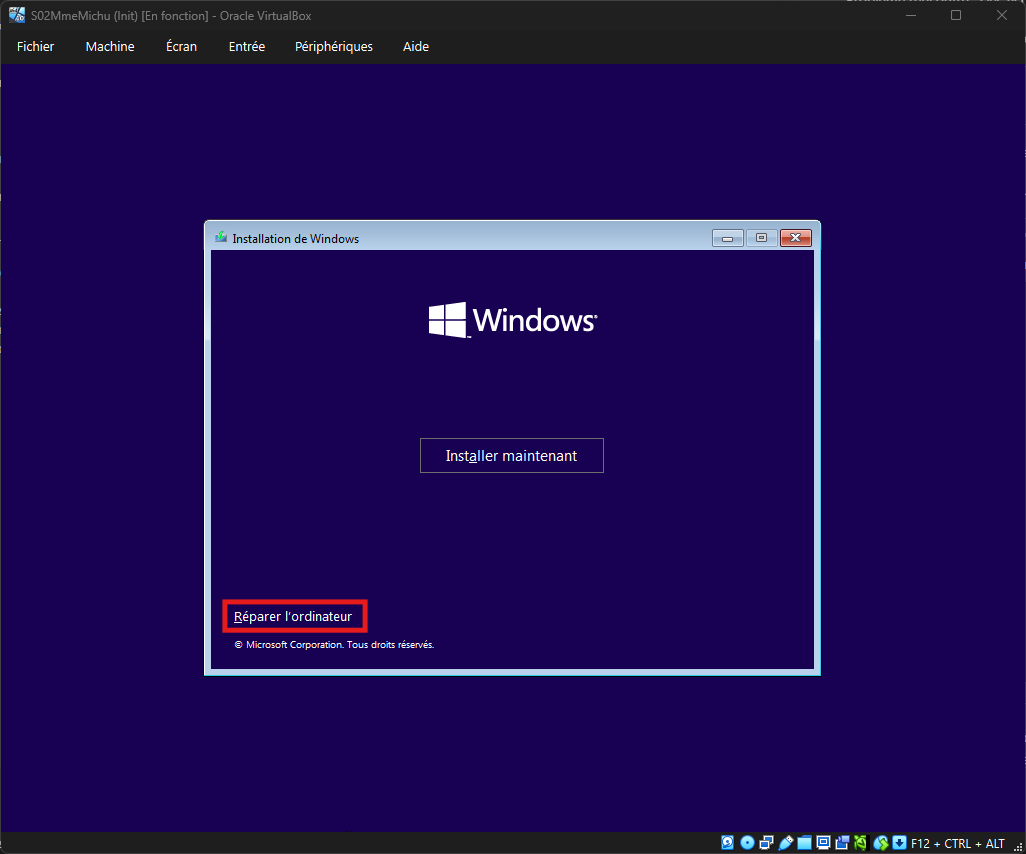 S02MmeMichu (Init) [En fonction] - Oracle VirtualBox
Fichier Machine Écran Entrée Périphériques Aide
Installation de Windows
Windows
Installer maintenant
Réparer l'ordinateur
© Microsoft Corporation. Tous droits réservés.
F12 + CTRL + ALT